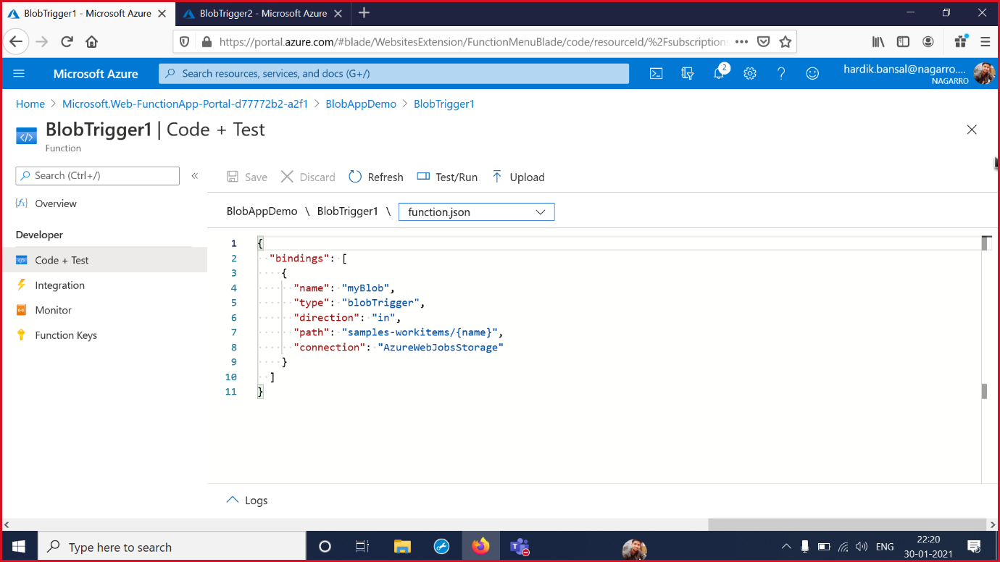 BlobTrigger1 - Microsoft Azure
BlobTrigger2 - Microsoft Azure
https://portal.azure.com/#blade/WebsitesExtension/FunctionMenuBlade/code/resourceId/%2Fsubscriptions
Microsoft Azure
Search resources, services, and docs (G+/)
2
hardik.bansal@nagarro....
NAGARRO
Home > Microsoft.Web-FunctionApp-Portal-d77772b2-a2f1 > BlobAppDemo > BlobTrigger1
BlobTrigger1 | Code + Test
Function
Search (Ctrl+/)
«
Save
Discard
Refresh
Test/Run
Upload
Overview
Developer
Code + Test
Integration
Monitor
Function Keys
BlobAppDemo \ BlobTrigger1 \ function.json
1 {
2 "bindings": [
3 {
4 "name": "myBlob",
5 "type": "blobTrigger",
6 "direction": "in",
7 "path": "samples-workitems/{name}",
8 "connection": "AzureWebJobsStorage"
9 }
10 ]
11 }
Logs
Type here to search
ENG
22:20
30-01-2021